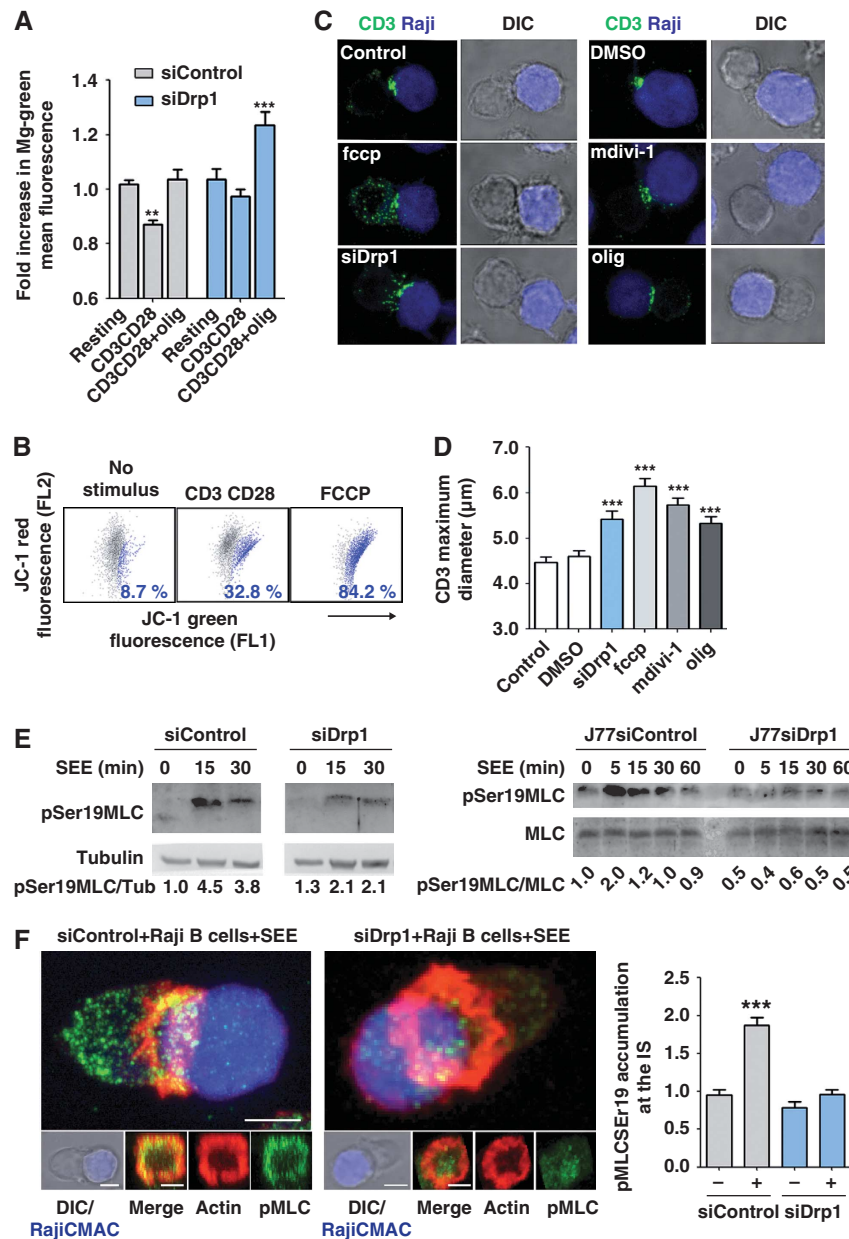 A
siControl
siDrp1
Fold increase in Mg-green
mean fluorescence
1.4
1.2
1.0
0.8
0.6
**
***
Resting
CD3CD28
CD3CD28+olig
Resting
CD3CD28
CD3CD28+olig
B
No
stimulus
CD3 CD28
FCCP
JC-1 red
fluorescence (FL2)
8.7 %
32.8 %
84.2 %
JC-1 green
fluorescence (FL1)
C
CD3 Raji
DIC
CD3 Raji
DIC
Control
DMSO
fccp
mdivi-1
siDrp1
olig
D
CD3 maximum
diameter (µm)
7.0
6.0
5.0
4.0
3.0
***
***
***
***
Control
DMSO
siDrp1
fccp
mdivi-1
olig
E
siControl
siDrp1
SEE (min) 0 15 30 0 15 30
pSer19MLC
Tubulin
pSer19MLC/Tub 1.0 4.5 3.8 1.3 2.1 2.1
J77siControl
J77siDrp1
SEE (min) 0 5 15 30 60 0 5 15 30 60
pSer19MLC
MLC
pSer19MLC/MLC 1.0 2.0 1.2 1.0 0.9 0.5 0.4 0.6 0.5 0.5
F
siControl+Raji B cells+SEE
siDrp1+Raji B cells+SEE
DIC/
RajiCMAC
Merge
Actin
pMLC
DIC/
RajiCMAC
Merge
Actin
pMLC
pMLCSEr19 accumulation
at the IS
2.5
2.0
1.5
1.0
0.5
0.0
***
– + – +
siControl siDrp1